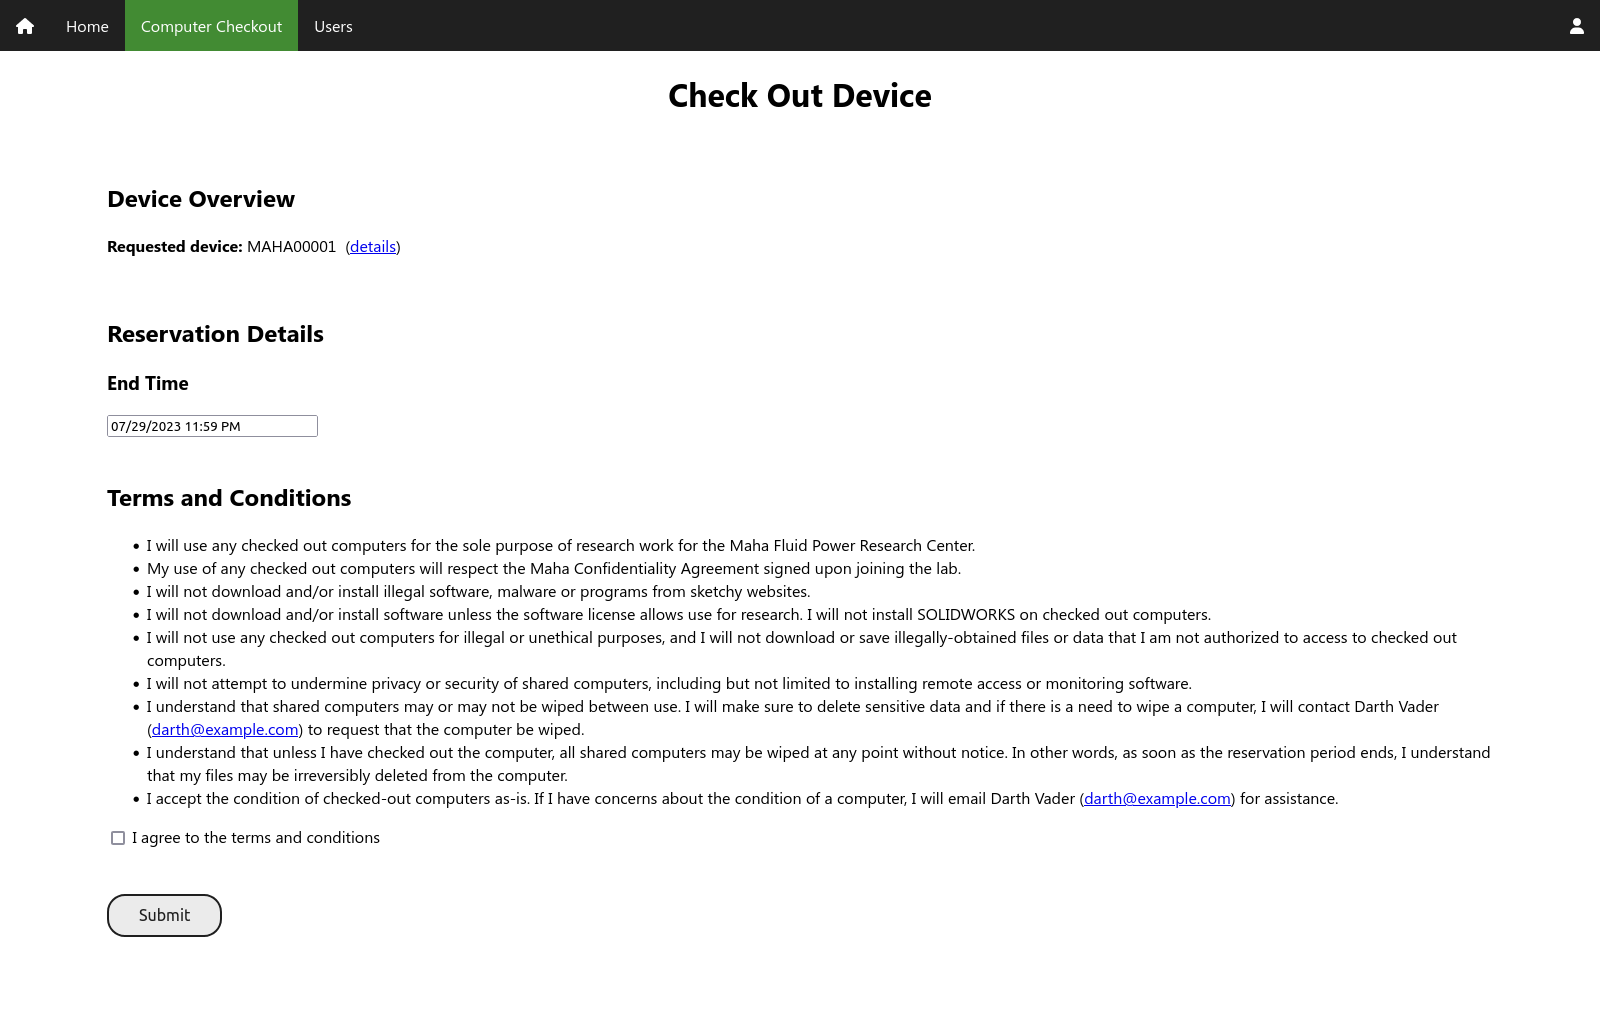 Home Computer Checkout Users
Check Out Device
Device Overview
Requested device: MAHA00001 (details)
Reservation Details
End Time
07/29/2023 11:59 PM
Terms and Conditions
• I will use any checked out computers for the sole purpose of research work for the Maha Fluid Power Research Center.
• My use of any checked out computers will respect the Maha Confidentiality Agreement signed upon joining the lab.
• I will not download and/or install illegal software, malware or programs from sketchy websites.
• I will not download and/or install software unless the software license allows use for research. I will not install SOLIDWORKS on checked out computers.
• I will not use any checked out computers for illegal or unethical purposes, and I will not download or save illegally-obtained files or data that I am not authorized to access to checked out
computers.
• I will not attempt to undermine privacy or security of shared computers, including but not limited to installing remote access or monitoring software.
• I understand that shared computers may or may not be wiped between use. I will make sure to delete sensitive data and if there is a need to wipe a computer, I will contact Darth Vader
(darth@example.com) to request that the computer be wiped.
• I understand that unless I have checked out the computer, all shared computers may be wiped at any point without notice. In other words, as soon as the reservation period ends, I understand
that my files may be irreversibly deleted from the computer.
• I accept the condition of checked-out computers as-is. If I have concerns about the condition of a computer, I will email Darth Vader (darth@example.com) for assistance.
I agree to the terms and conditions
Submit